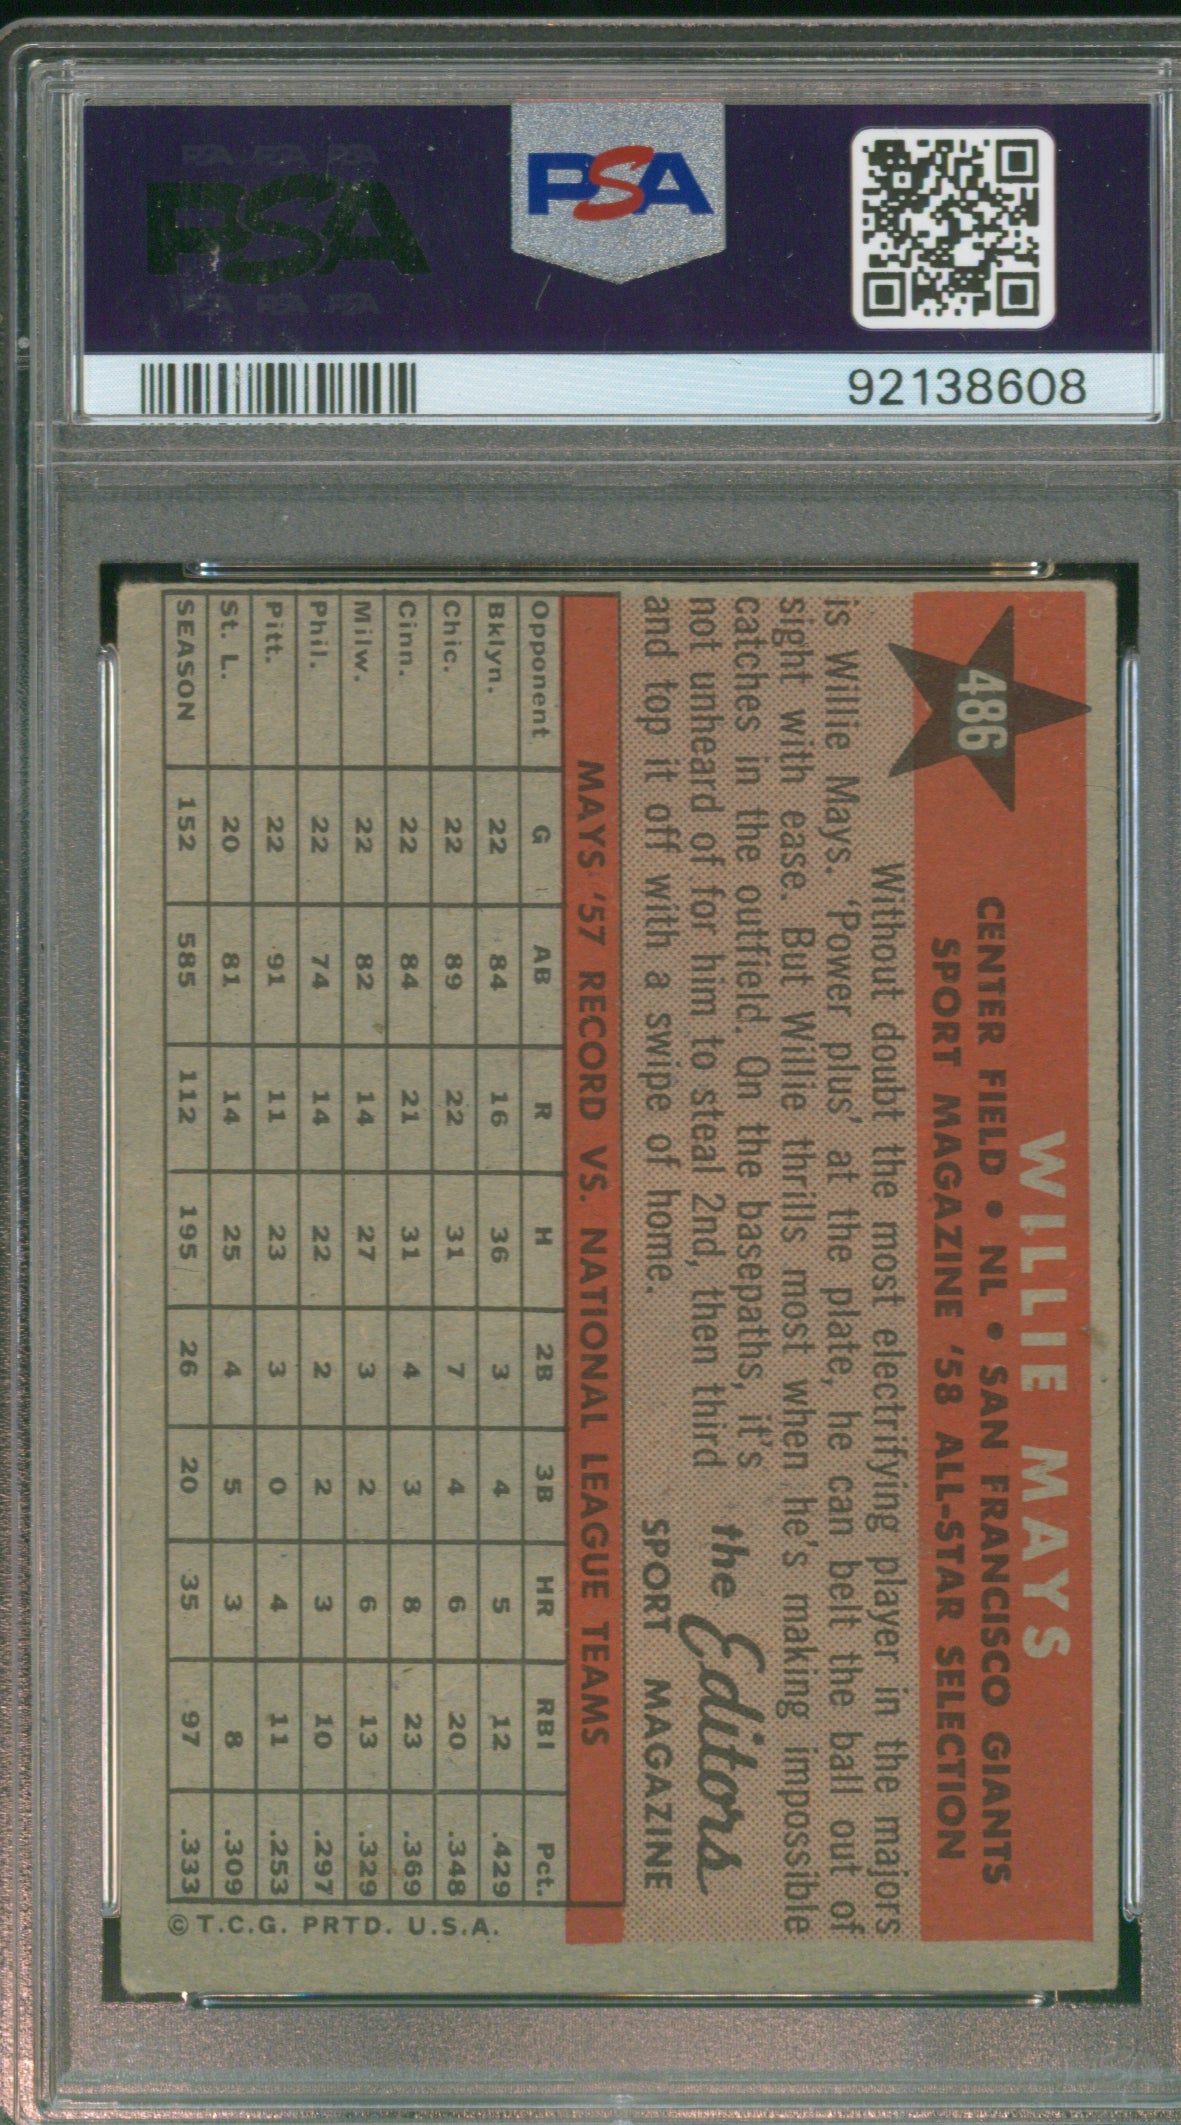 PSA PSA PSA
PSA
PSA PSA PSA
PSA
92138608
486
WILLIE MAYS
CENTER FIELD • NL • SAN FRANCISCO GIANTS
SPORT MAGAZINE '58 ALL-STAR SELECTION
Without doubt the most electrifying player in the majors
is Willie Mays. 'Power plus' at the plate, he can belt the ball out of
sight with ease. But Willie thrills most when he's making impossible
catches in the outfield. On the basepaths, it's
not unheard of for him to steal 2nd, then third
and top it off with a swipe of home.
the Editors
SPORT MAGAZINE
MAYS' '57 RECORD VS. NATIONAL LEAGUE TEAMS
Opponent G AB R H 2B 3B HR RBI Pct.
Bklyn. 22 84 16 36 3 4 5 12 .429
Chic. 22 89 22 31 7 4 6 20 .348
Cinn. 22 84 21 31 4 3 8 23 .369
Milw. 22 82 14 27 3 2 6 13 .329
Phil. 22 74 14 22 2 2 3 10 .297
Pitt. 22 91 11 23 3 0 4 11 .253
St. L. 20 81 14 25 4 5 3 8 .309
SEASON 152 585 112 195 26 20 35 97 .333
© T.C.G. PRTD. U.S.A.